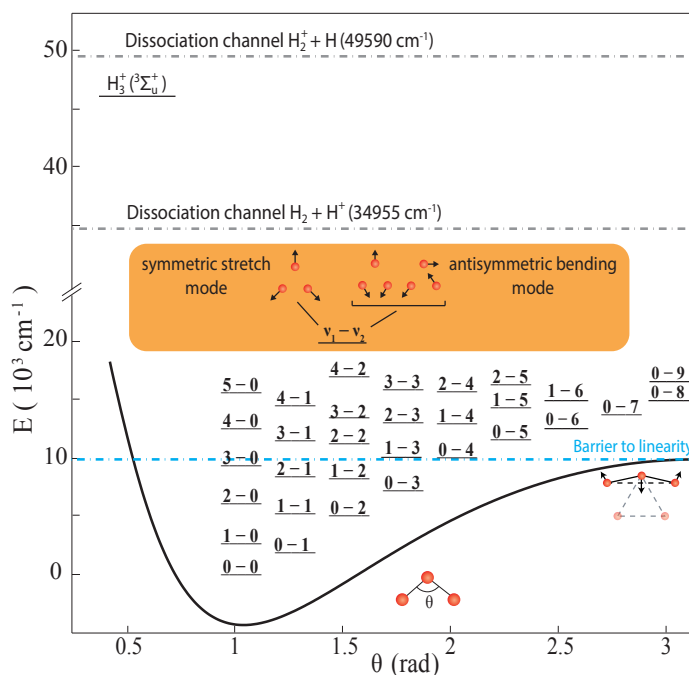 Dissociation channel H₂⁺ + H (49590 cm⁻¹)
50
H₃⁺ (³Σᵤ⁺)
40
Dissociation channel H₂ + H⁺ (34955 cm⁻¹)
symmetric stretch
mode
antisymmetric bending
mode
ν₁ – ν₂
E ( 10³ cm⁻¹ )
20
4 – 2
5 – 0
4 – 1
3 – 3
2 – 4
2 – 5
1 – 6
0 – 9
0 – 8
4 – 0
3 – 1
3 – 2
2 – 2
2 – 3
1 – 4
1 – 5
0 – 5
0 – 6
0 – 7
Barrier to linearity
10
3 – 0
2 – 1
1 – 2
1 – 3
0 – 4
0 – 3
2 – 0
1 – 1
0 – 2
1 – 0
0 – 1
0
0 – 0
θ
0.5
1
1.5
2
2.5
3
θ (rad)